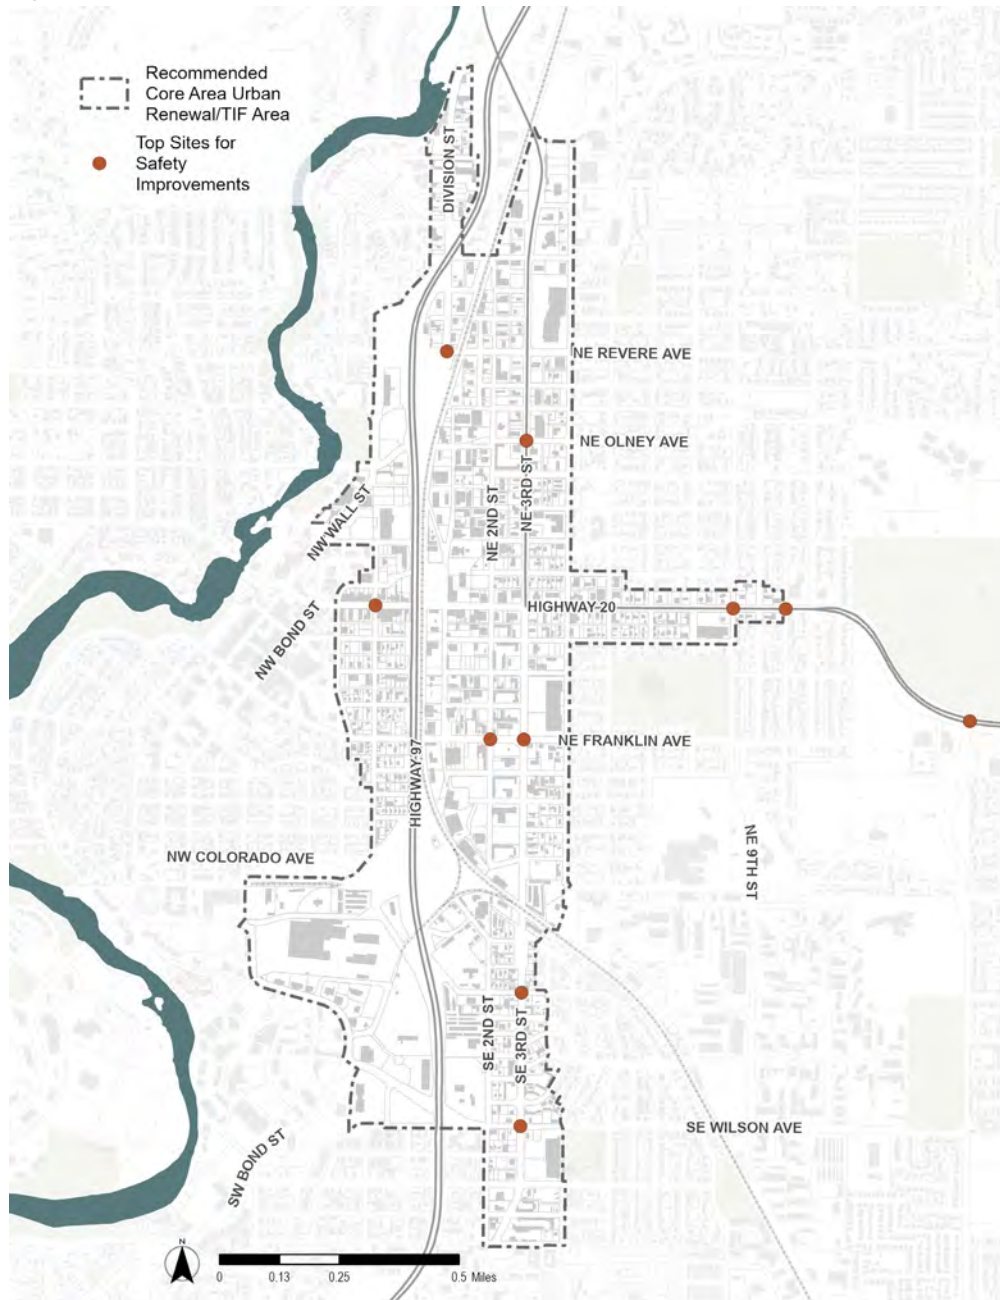 Recommended
Core Area Urban
Renewal/TIF Area
Top Sites for
Safety
Improvements
DIVISION ST
NE REVERE AVE
NE OLNEY AVE
NE 3RD ST
NE 2ND ST
NW WALL ST
HIGHWAY 20
NW BOND ST
NE FRANKLIN AVE
HIGHWAY 97
NW COLORADO AVE
NE 9TH ST
SE 2ND ST
SE 3RD ST
SE WILSON AVE
SW BOND ST
N
0 0.13 0.25 0.5 Miles